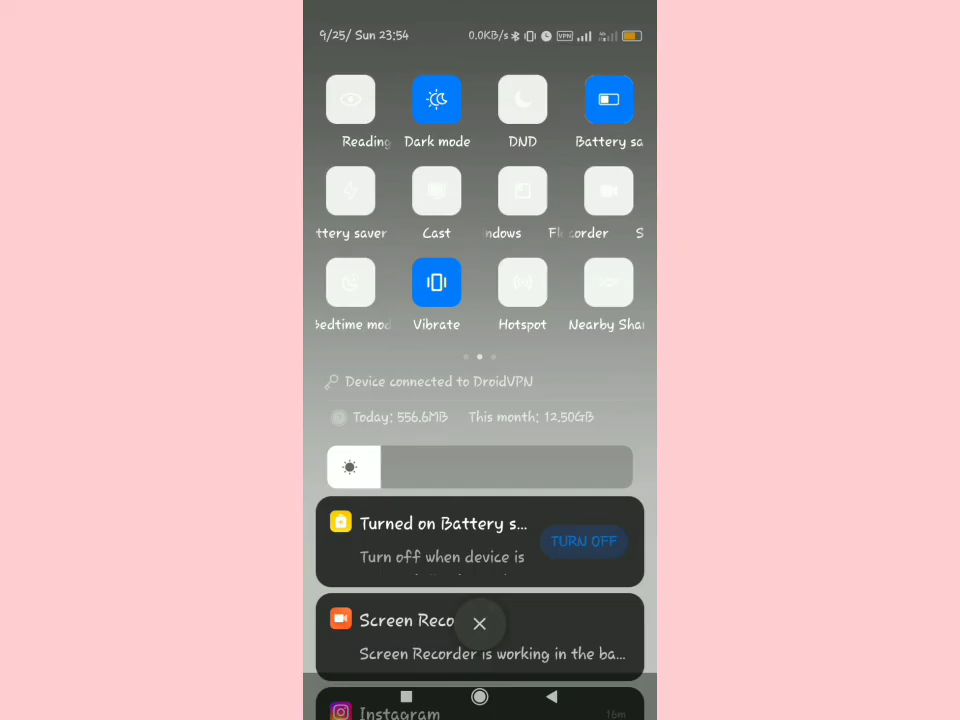 9/25/ Sun 23:54
0.0KB/s VPN
Reading Dark mode DND Battery sa
ttery saver Cast ndows Fl corder S
Bedtime mod Vibrate Hotspot Nearby Shar
Device connected to DroidVPN
Today: 556.6MB This month: 12.50GB
Turned on Battery s...
TURN OFF
Turn off when device is
Screen Reco
Screen Recorder is working in the ba...
Instagram 15m